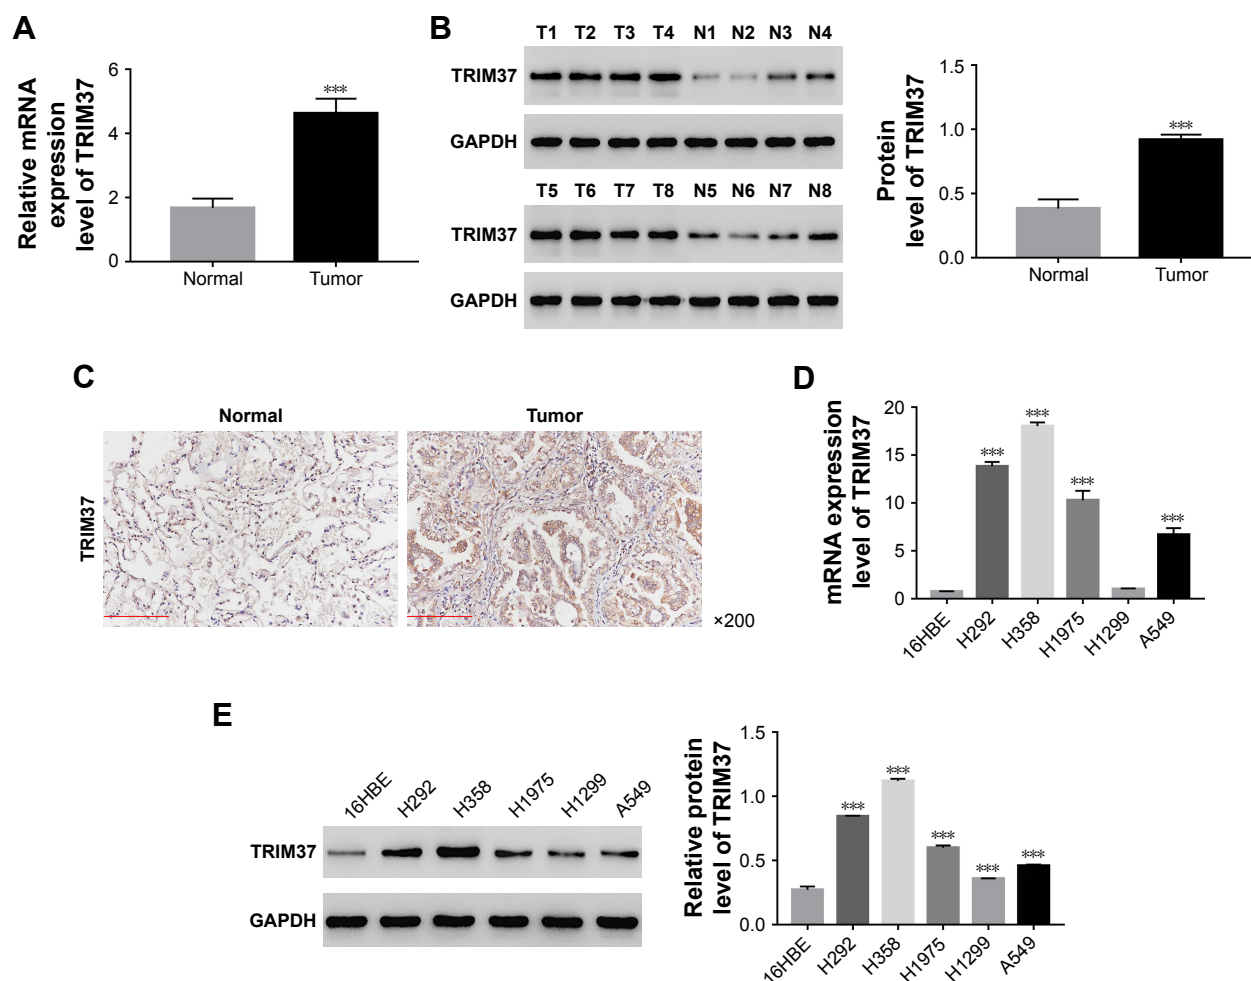 A
Relative mRNA
expression
level of TRIM37
6
4
2
0
***
Normal
Tumor
B
T1 T2 T3 T4 N1 N2 N3 N4
TRIM37
GAPDH
T5 T6 T7 T8 N5 N6 N7 N8
TRIM37
GAPDH
Protein
level of TRIM37
1.5
1.0
0.5
0.0
***
Normal
Tumor
C
Normal
Tumor
TRIM37
×200
D
mRNA expression
level of TRIM37
20
15
10
5
0
***
***
***
***
16HBE
H292
H358
H1975
H1299
A549
E
16HBE
H292
H358
H1975
H1299
A549
TRIM37
GAPDH
Relative protein
level of TRIM37
1.5
1.0
0.5
0.0
***
***
***
***
***
16HBE
H292
H358
H1975
H1299
A549